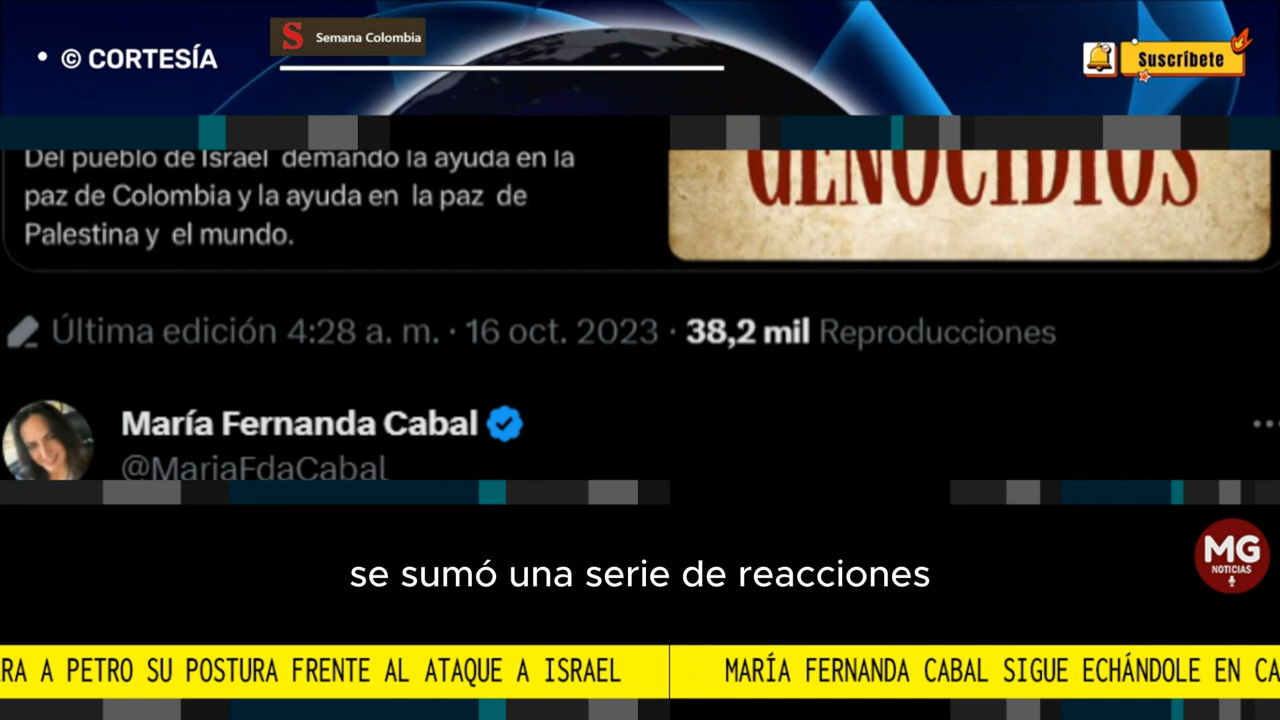 • © CORTESÍA
S Semana Colombia
Suscríbete
Del pueblo de Israel demando la ayuda en la
paz de Colombia y la ayuda en la paz de
Palestina y el mundo.
GENOCIDIOS
Última edición 4:28 a. m. · 16 oct. 2023 · 38,2 mil Reproducciones
María Fernanda Cabal
@MariaFdaCabal
se sumó una serie de reacciones
MG
NOTICIAS
RA A PETRO SU POSTURA FRENTE AL ATAQUE A ISRAEL
MARÍA FERNANDA CABAL SIGUE ECHÁNDOLE EN CA